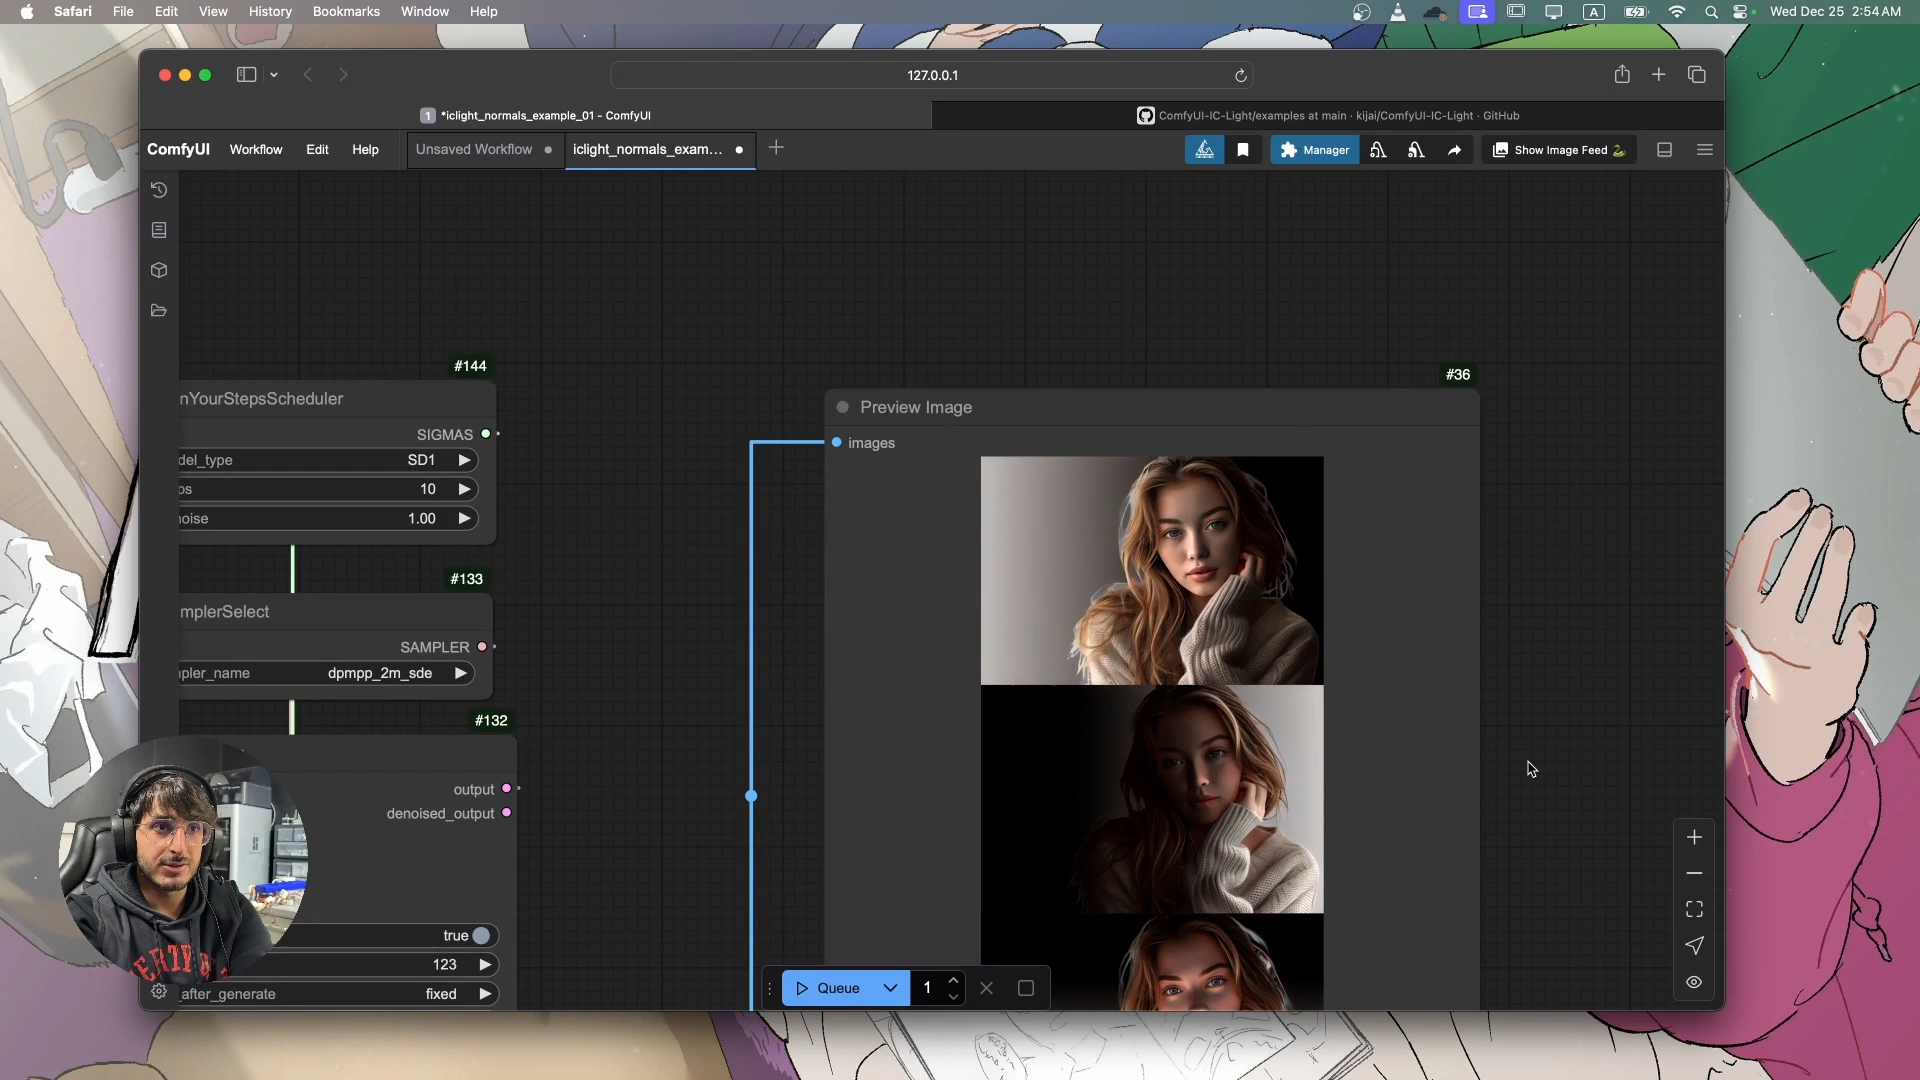 Safari File Edit View History Bookmarks Window Help
A
Wed Dec 25 2:54 AM
127.0.0.1
1 *iclight_normals_example_01 - ComfyUI
ComfyUI-IC-Light/examples at main · kijai/ComfyUI-IC-Light · GitHub
ComfyUI Workflow Edit Help
Unsaved Workflow
iclight_normals_exam...
Manager
Show Image Feed
#144
nYourStepsScheduler
SIGMAS
del_type SD1
ps 10
noise 1.00
#133
mplerSelect
SAMPLER
pler_name dpmpp_2m_sde
#132
output
denoised_output
true
123
_after_generate fixed
#36
Preview Image
images
Queue 1